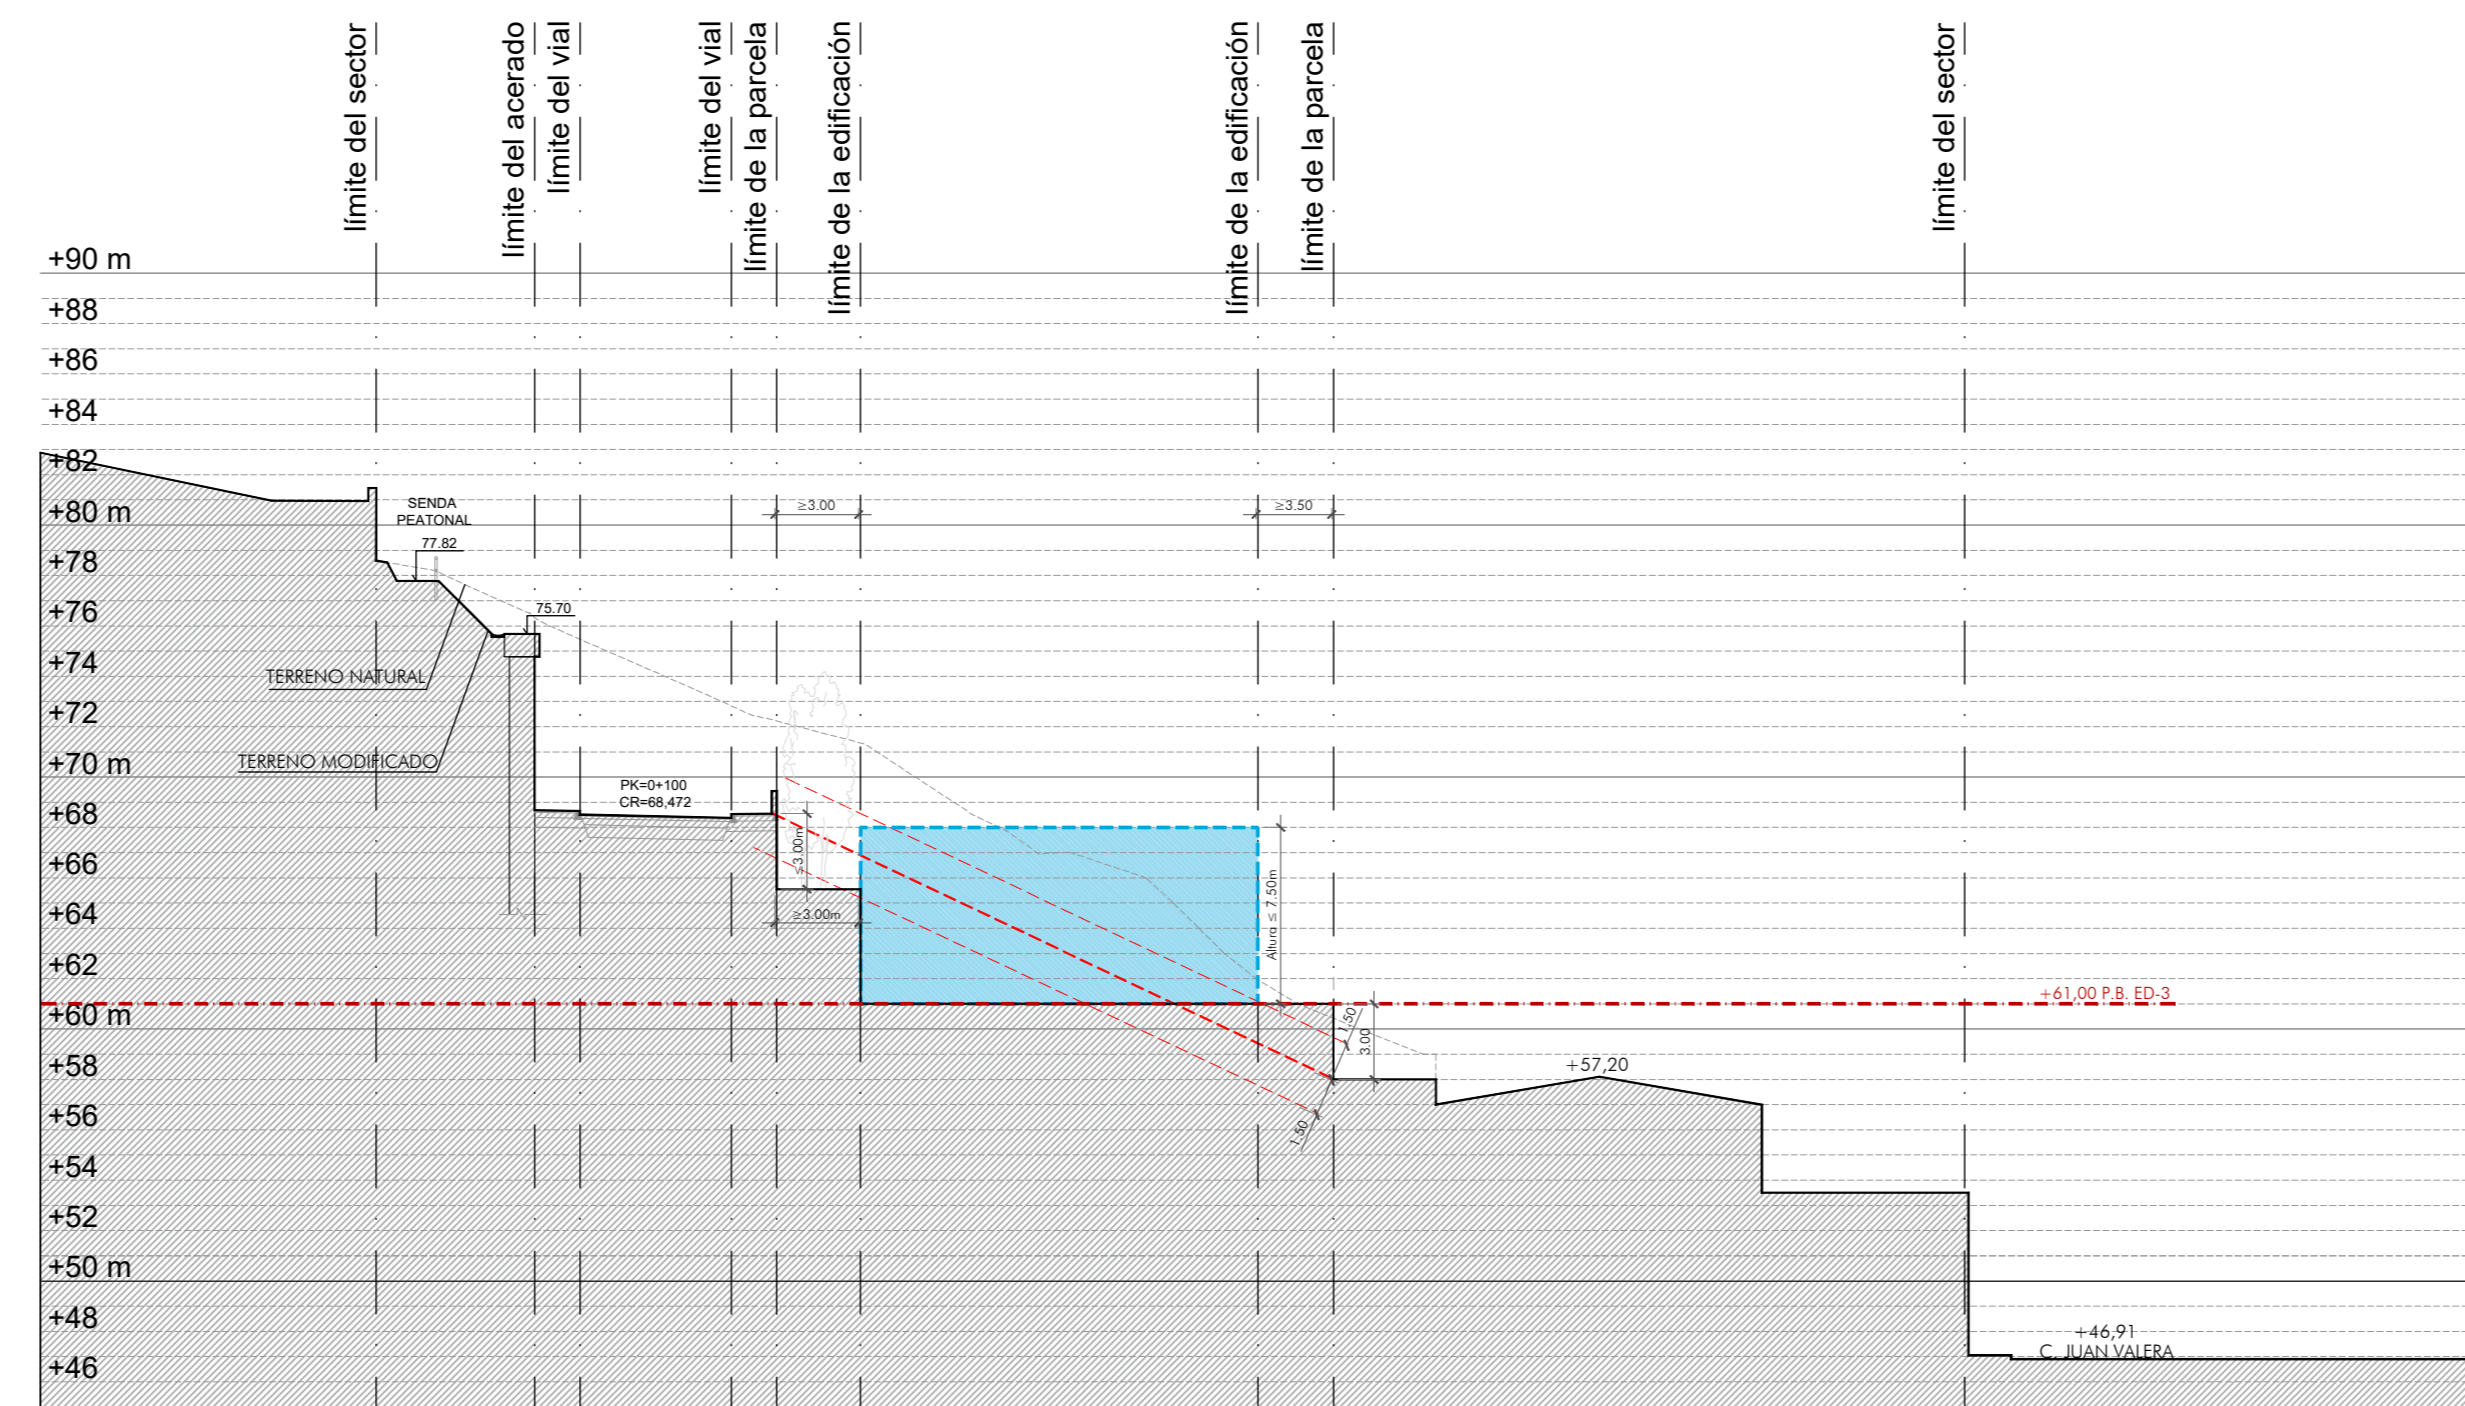 límite del sector
límite del acerado
límite del vial
límite del vial
límite de la parcela
límite de la edificación
límite de la edificación
límite de la parcela
límite del sector
+90 m
+88
+86
+84
+82
+80 m
+78
+76
+74
+72
+70 m
+68
+66
+64
+62
+60 m
+58
+56
+54
+52
+50 m
+48
+46
SENDA
PEATONAL
77.82
75.70
TERRENO NATURAL
TERRENO MODIFICADO
PK=0+100
CR=68,472
≥3.00
≥3.50
≤3.00m
≥3.00m
Altura ≤ 7.50m
+61,00 P.B. ED-3
1.50
3.00
1.50
+57,20
+46,91
C. JUAN VALERA